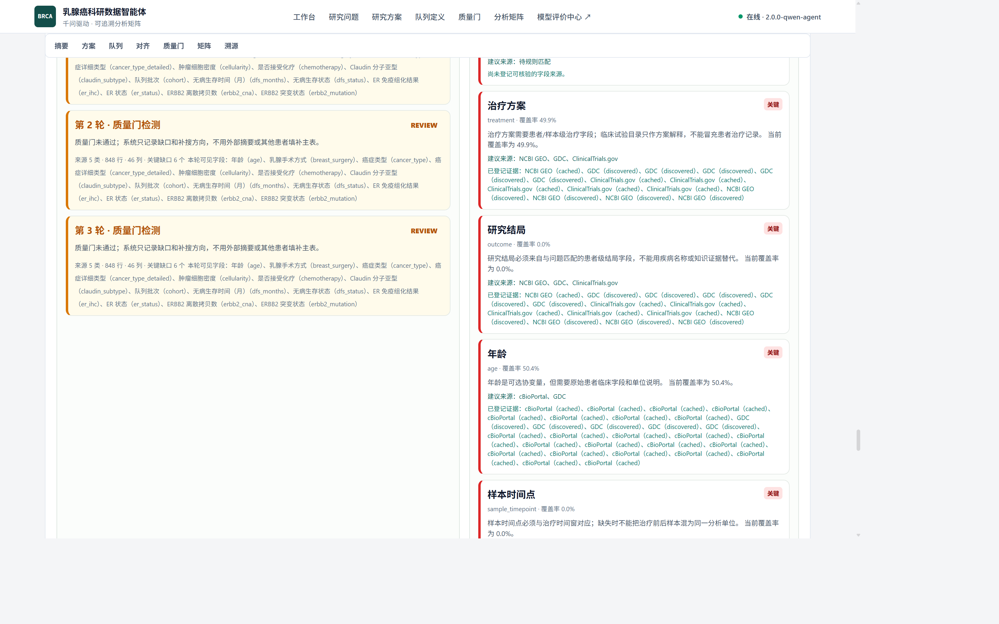 BRCA
乳腺癌科研数据智能体
千问驱动 · 可追溯分析矩阵
工作台 研究问题 研究方案 队列定义 质量门 分析矩阵 模型评价中心 ↗
在线 · 2.0.0-qwen-agent
摘要 方案 队列 对齐 质量门 矩阵 溯源
症详细类型（cancer_type_detailed）、肿瘤细胞密度（cellularity）、是否接受化疗（chemotherapy）、Claudin 分子亚型
（claudin_subtype）、队列批次（cohort）、无病生存时间（月）（dfs_months）、无病生存状态（dfs_status）、ER 免疫组化结果
（er_ihc）、ER 状态（er_status）、ERBB2 离散拷贝数（erbb2_cna）、ERBB2 突变状态（erbb2_mutation）
第 2 轮 · 质量门检测
REVIEW
质量门未通过；系统只记录缺口和补搜方向，不用外部摘要或其他患者填补主表。
来源 5 类 · 848 行 · 46 列 · 关键缺口 6 个 本轮可见字段：年龄（age）、乳腺手术方式（breast_surgery）、癌症类型（cancer_type）、癌
症详细类型（cancer_type_detailed）、肿瘤细胞密度（cellularity）、是否接受化疗（chemotherapy）、Claudin 分子亚型
（claudin_subtype）、队列批次（cohort）、无病生存时间（月）（dfs_months）、无病生存状态（dfs_status）、ER 免疫组化结果
（er_ihc）、ER 状态（er_status）、ERBB2 离散拷贝数（erbb2_cna）、ERBB2 突变状态（erbb2_mutation）
第 3 轮 · 质量门检测
REVIEW
质量门未通过；系统只记录缺口和补搜方向，不用外部摘要或其他患者填补主表。
来源 5 类 · 848 行 · 46 列 · 关键缺口 6 个 本轮可见字段：年龄（age）、乳腺手术方式（breast_surgery）、癌症类型（cancer_type）、癌
症详细类型（cancer_type_detailed）、肿瘤细胞密度（cellularity）、是否接受化疗（chemotherapy）、Claudin 分子亚型
（claudin_subtype）、队列批次（cohort）、无病生存时间（月）（dfs_months）、无病生存状态（dfs_status）、ER 免疫组化结果
（er_ihc）、ER 状态（er_status）、ERBB2 离散拷贝数（erbb2_cna）、ERBB2 突变状态（erbb2_mutation）
建议来源：待规则匹配
尚未登记可核验的字段来源。
治疗方案
关键
treatment · 覆盖率 49.9%
治疗方案需要患者/样本级治疗字段；临床试验目录只作方案解释，不能冒充患者治疗记录。 当前
覆盖率为 49.9%。
建议来源：NCBI GEO、GDC、ClinicalTrials.gov
已登记证据：NCBI GEO（cached）、GDC（discovered）、GDC（discovered）、GDC（discovered）、GDC
（discovered）、GDC（discovered）、ClinicalTrials.gov（cached）、ClinicalTrials.gov（cached）、
ClinicalTrials.gov（cached）、ClinicalTrials.gov（cached）、ClinicalTrials.gov（cached）、NCBI GEO
（discovered）、NCBI GEO（discovered）、NCBI GEO（discovered）、NCBI GEO（discovered）
研究结局
关键
outcome · 覆盖率 0.0%
研究结局必须来自与问题匹配的患者级结局字段，不能用疾病名称或知识证据替代。 当前覆盖率
为 0.0%。
建议来源：NCBI GEO、GDC、ClinicalTrials.gov
已登记证据：NCBI GEO（cached）、GDC（discovered）、GDC（discovered）、GDC（discovered）、GDC
（discovered）、GDC（discovered）、ClinicalTrials.gov（cached）、ClinicalTrials.gov（cached）、
ClinicalTrials.gov（cached）、ClinicalTrials.gov（cached）、ClinicalTrials.gov（cached）、NCBI GEO
（discovered）、NCBI GEO（discovered）、NCBI GEO（discovered）、NCBI GEO（discovered）
年龄
关键
age · 覆盖率 50.4%
年龄是可选协变量，但需要原始患者临床字段和单位说明。 当前覆盖率为 50.4%。
建议来源：cBioPortal、GDC
已登记证据：cBioPortal（cached）、cBioPortal（cached）、cBioPortal（cached）、cBioPortal（cached）、
cBioPortal（cached）、cBioPortal（cached）、cBioPortal（cached）、cBioPortal（cached）、GDC
（discovered）、GDC（discovered）、GDC（discovered）、GDC（discovered）、GDC（discovered）、
cBioPortal（cached）、cBioPortal（cached）、cBioPortal（cached）、cBioPortal（cached）、cBioPortal
（cached）、cBioPortal（cached）、cBioPortal（cached）、cBioPortal（cached）、cBioPortal（cached）、
cBioPortal（cached）、cBioPortal（cached）、cBioPortal（cached）、cBioPortal（cached）、cBioPortal
（cached）、cBioPortal（cached）、cBioPortal（cached）
样本时间点
关键
sample_timepoint · 覆盖率 0.0%
样本时间点必须与治疗时间窗对应；缺失时不能把治疗前后样本混为同一分析单位。 当前覆盖率
为 0.0%。